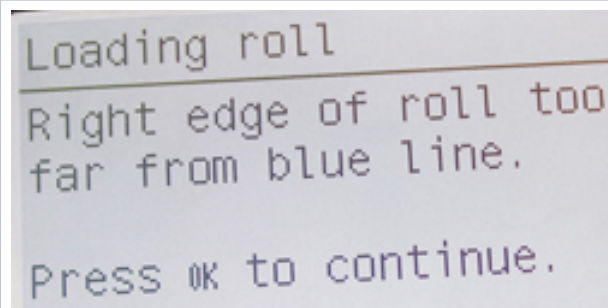 Loading roll
Right edge of roll too
far from blue line.
Press OK to continue.